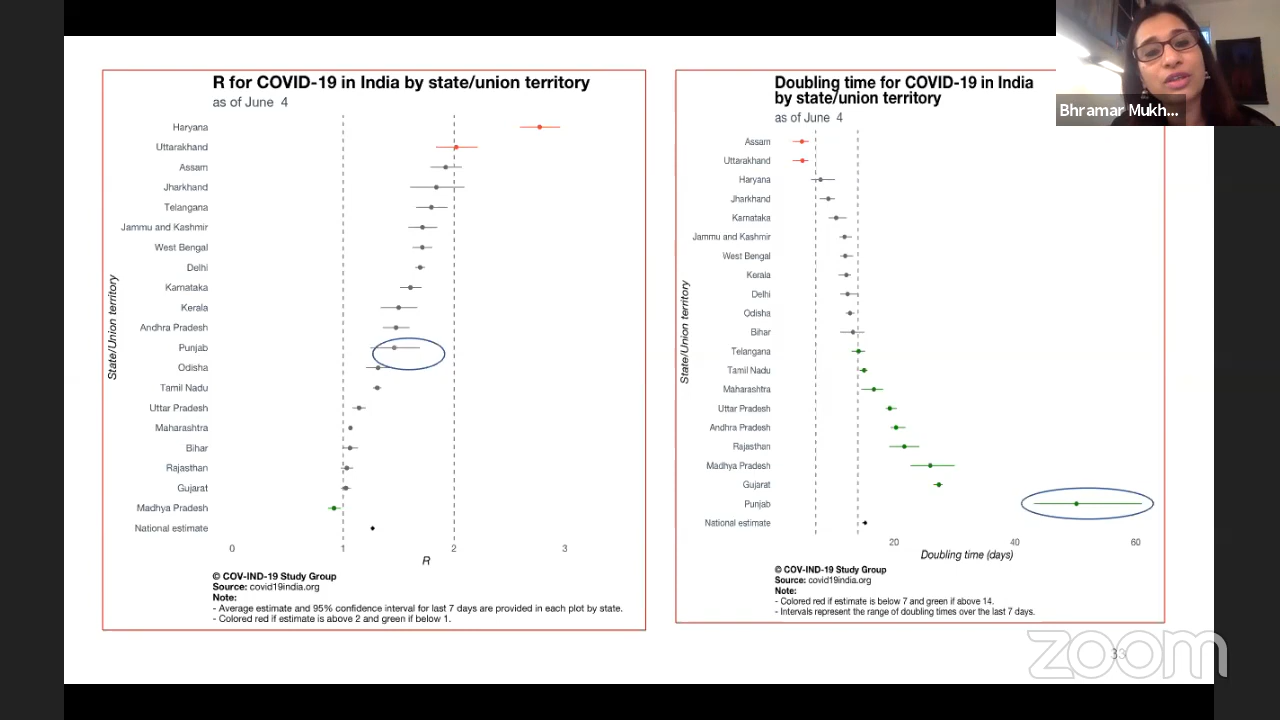 R for COVID-19 in India by state/union territory
as of June 4
Haryana
Uttarakhand
Assam
Jharkhand
Telangana
Jammu and Kashmir
West Bengal
Delhi
Karnataka
Kerala
Andhra Pradesh
Punjab
Odisha
Tamil Nadu
Uttar Pradesh
Maharashtra
Bihar
Rajasthan
Gujarat
Madhya Pradesh
National estimate
State/Union territory
0 1 2 3
R
© COV-IND-19 Study Group
Source: covid19india.org
Note:
- Average estimate and 95% confidence interval for last 7 days are provided in each plot by state.
- Colored red if estimate is above 2 and green if below 1.
Doubling time for COVID-19 in India
by state/union territory
as of June 4
Assam
Uttarakhand
Haryana
Jharkhand
Karnataka
Jammu and Kashmir
West Bengal
Kerala
Delhi
Odisha
Bihar
Telangana
Tamil Nadu
Maharashtra
Uttar Pradesh
Andhra Pradesh
Rajasthan
Madhya Pradesh
Gujarat
Punjab
National estimate
State/Union territory
20 40 60
Doubling time (days)
© COV-IND-19 Study Group
Source: covid19india.org
Note:
- Colored red if estimate is below 7 and green if above 14.
- Intervals represent the range of doubling times over the last 7 days.
Bhramar Mukh...
zoom
33